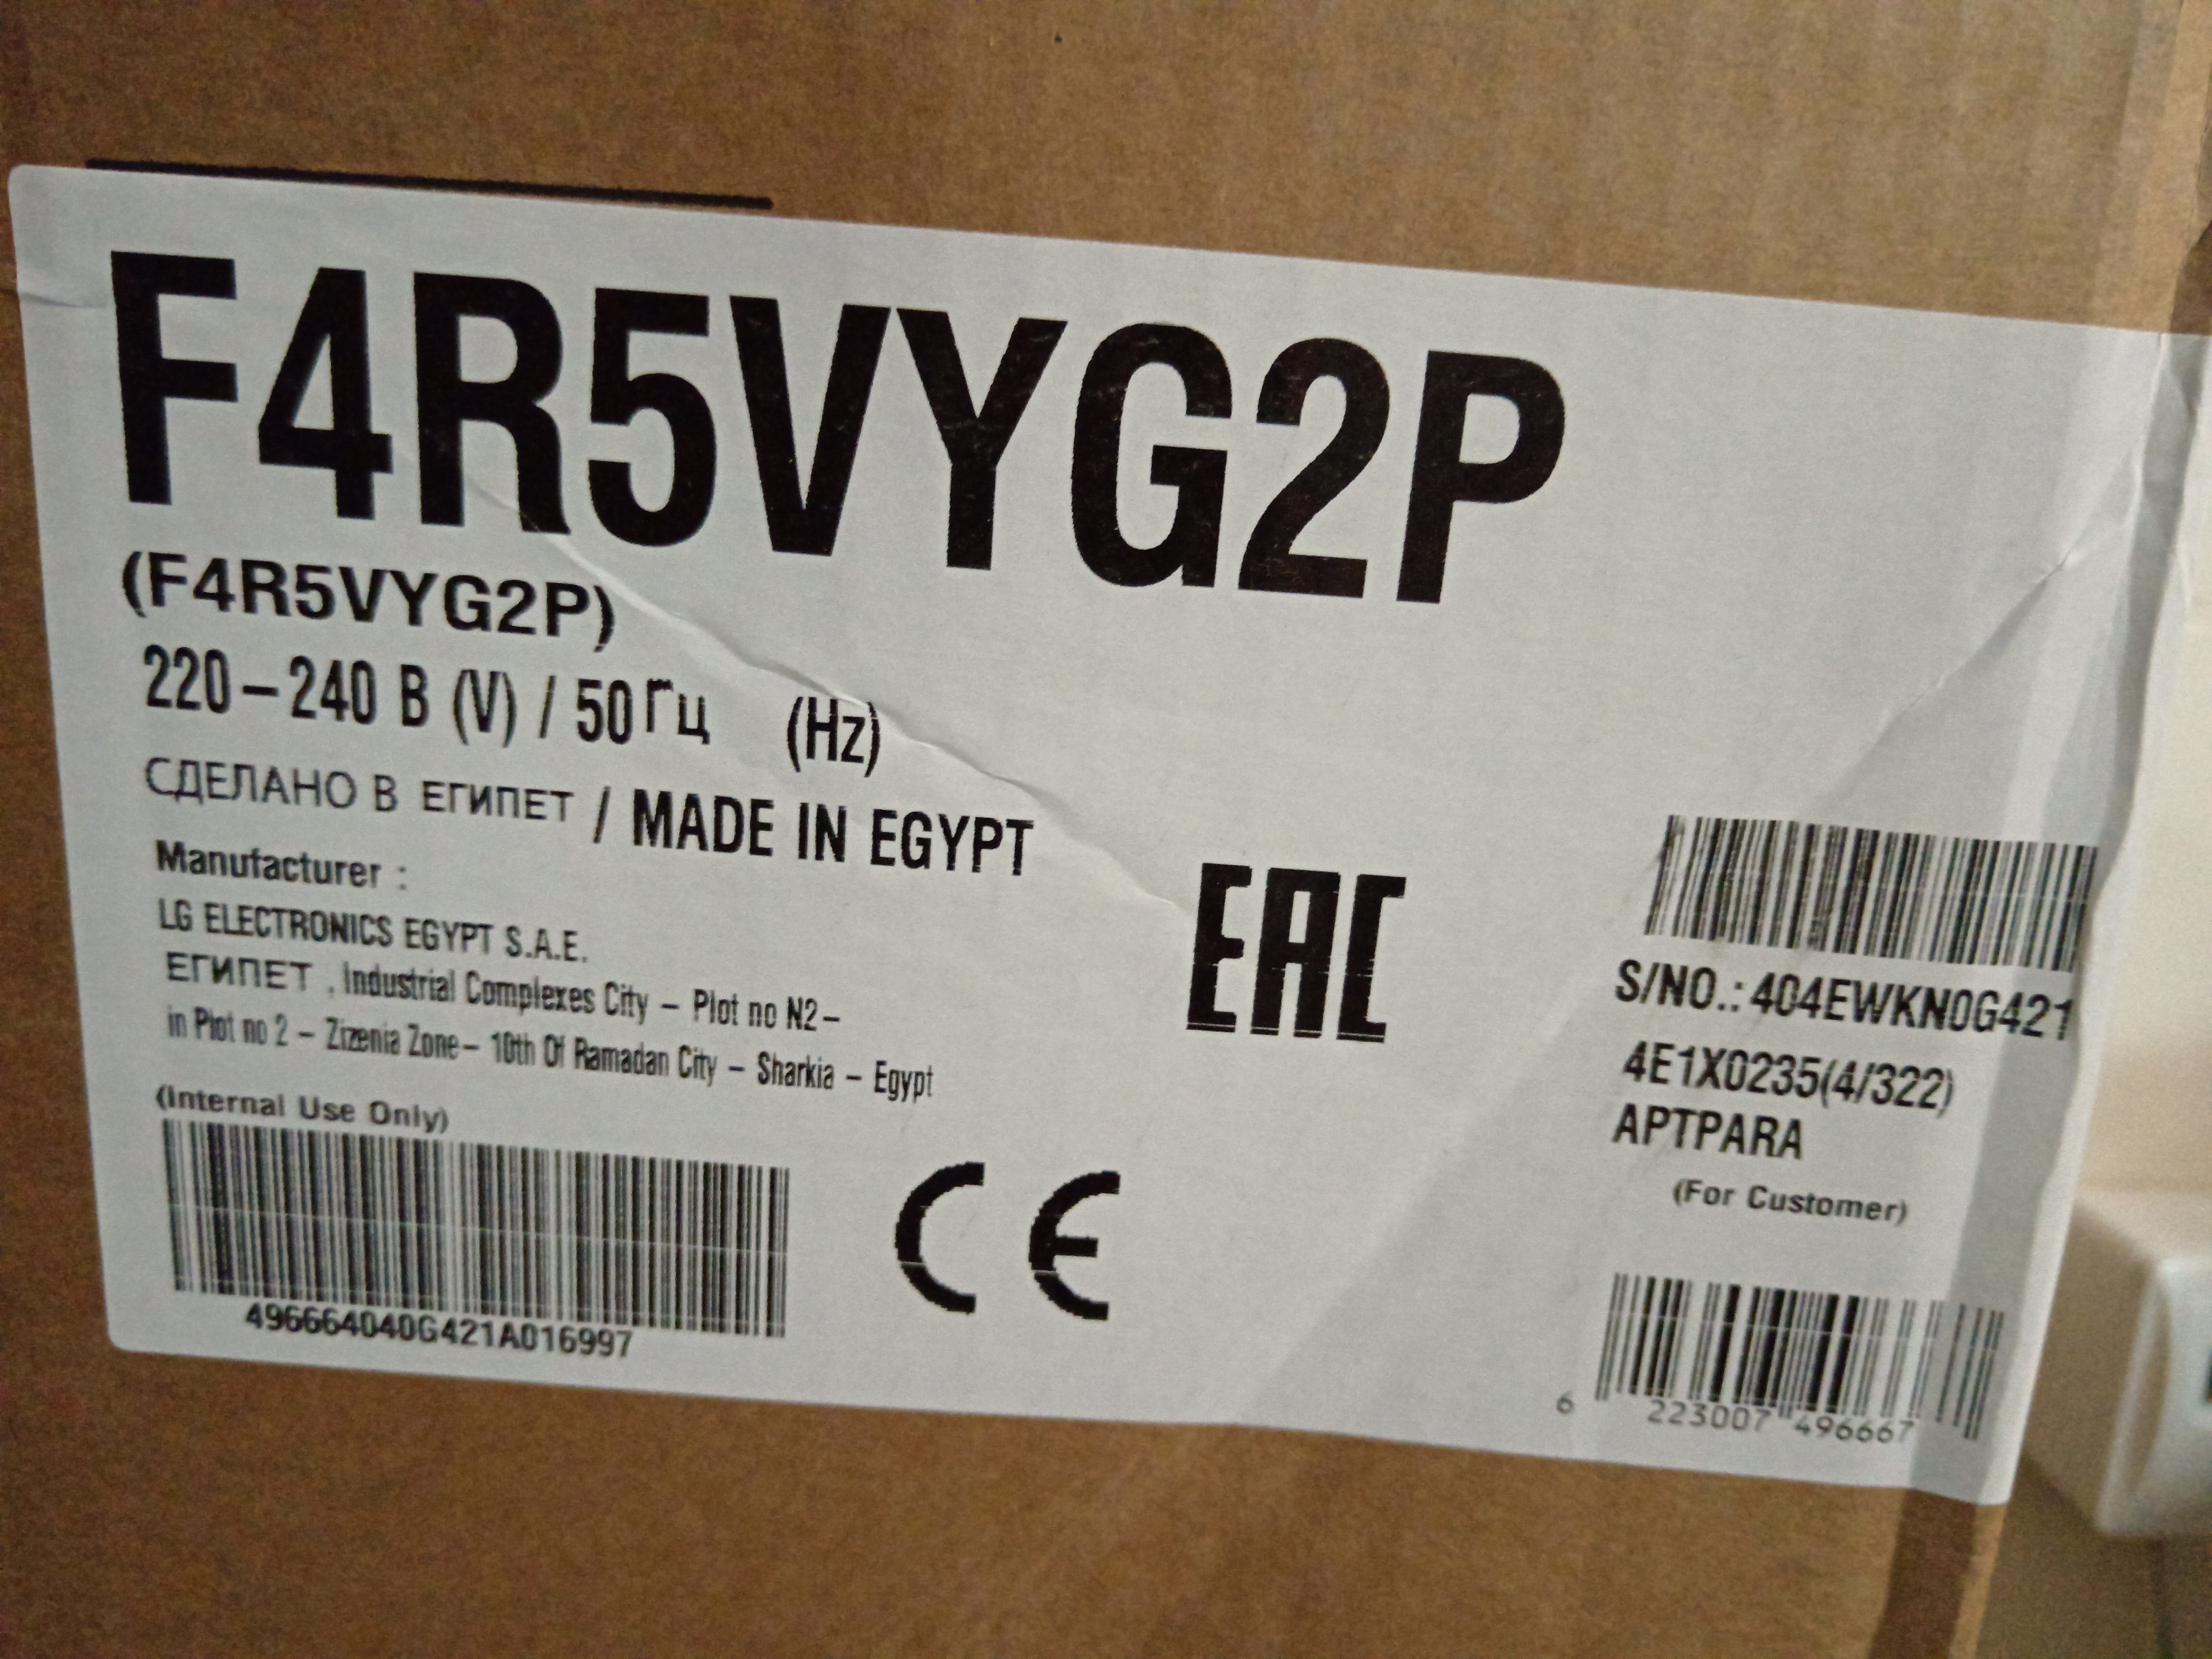 F4R5VYG2P
(F4R5VYG2P)
220-240 В (V) / 50 Гц (Hz)
СДЕЛАНО В ЕГИПЕТ / MADE IN EGYPT
Manufacturer :
LG ELECTRONICS EGYPT S.A.E.
ЕГИПЕТ , Industrial Complexes City - Plot no N2-
in Plot no 2 - Zizenia Zone- 10th Of Ramadan City - Sharkia - Egypt
(Internal Use Only)
496664040G421A016997
CE
EAC
S/NO.: 404EWKN0G421
4E1X0235(4/322)
APTPARA
(For Customer)
6 223007 496667